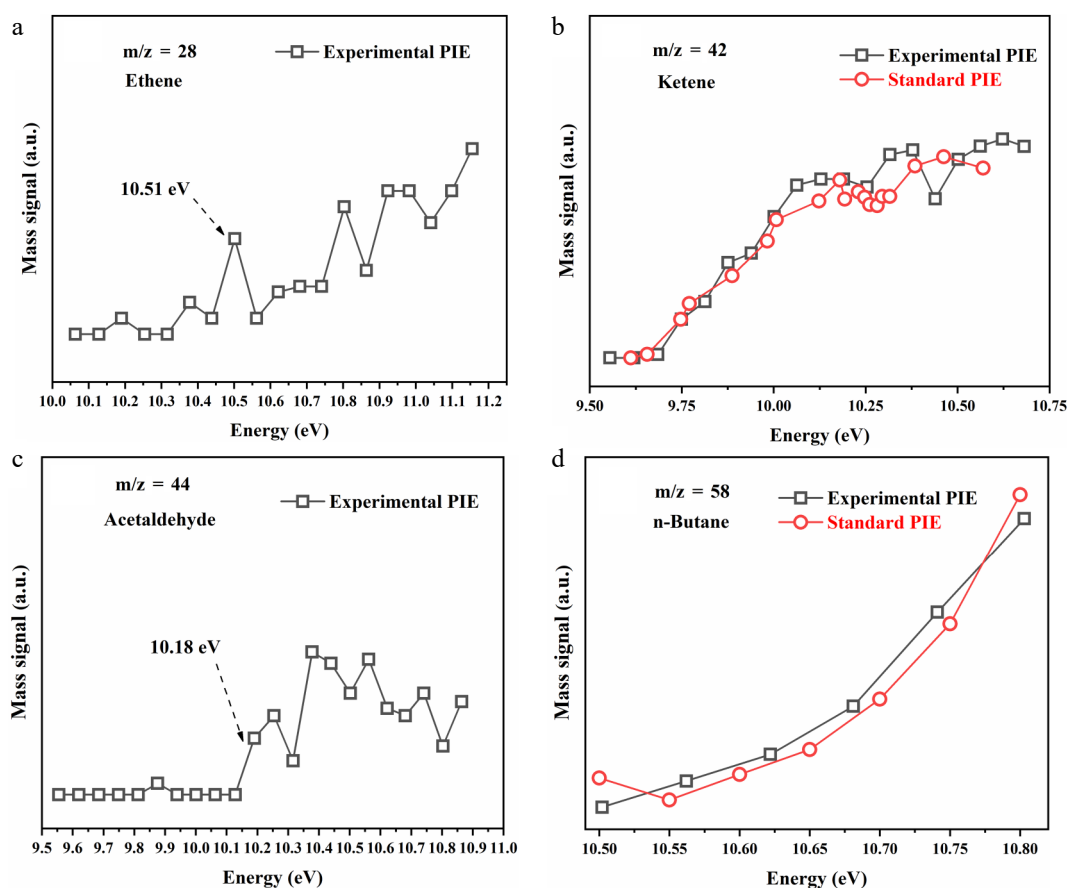 a
m/z = 28
Ethene
Experimental PIE
10.51 eV
Mass signal (a.u.)
10.0 10.1 10.2 10.3 10.4 10.5 10.6 10.7 10.8 10.9 11.0 11.1 11.2
Energy (eV)
b
m/z = 42
Ketene
Experimental PIE
Standard PIE
Mass signal (a.u.)
9.50 9.75 10.00 10.25 10.50 10.75
Energy (eV)
c
m/z = 44
Acetaldehyde
Experimental PIE
10.18 eV
Mass signal (a.u.)
9.5 9.6 9.7 9.8 9.9 10.0 10.1 10.2 10.3 10.4 10.5 10.6 10.7 10.8 10.9 11.0
Energy (eV)
d
m/z = 58
n-Butane
Experimental PIE
Standard PIE
Mass signal (a.u.)
10.50 10.55 10.60 10.65 10.70 10.75 10.80
Energy (eV)